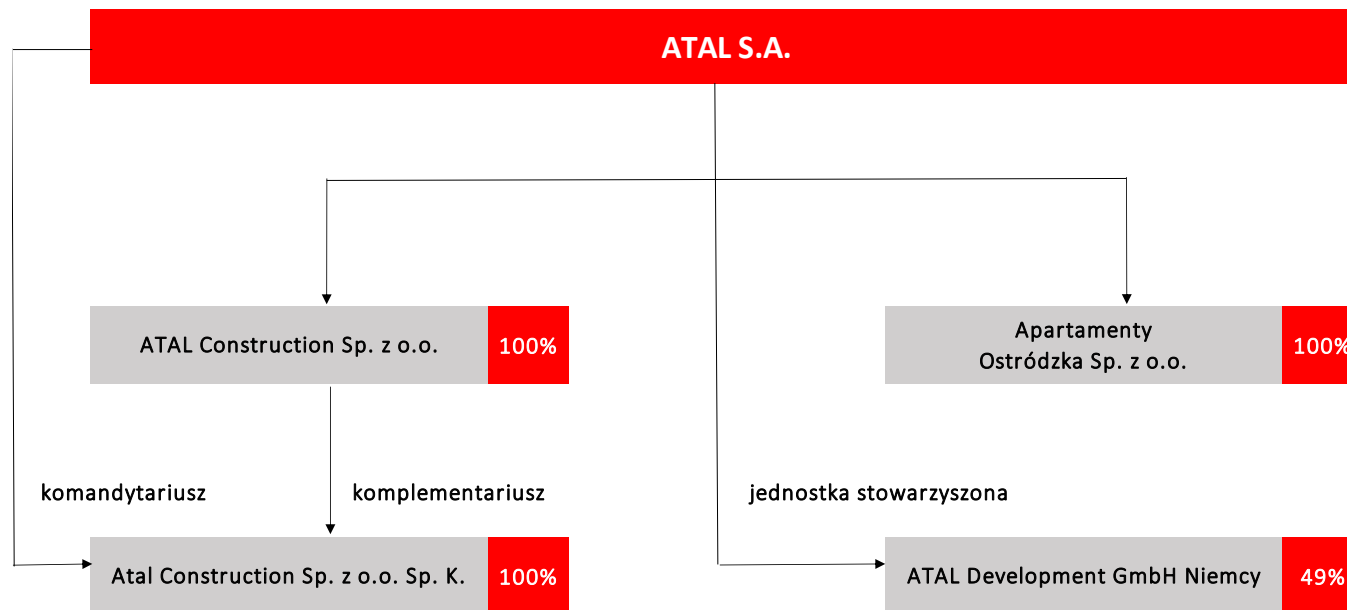 ATAL S.A.
ATAL Construction Sp. z o.o.
100%
Apartamenty
Ostródzka Sp. z o.o.
100%
komandytariusz
komplementariusz
jednostka stowarzyszona
Atal Construction Sp. z o.o. Sp. K.
100%
ATAL Development GmbH Niemcy
49%